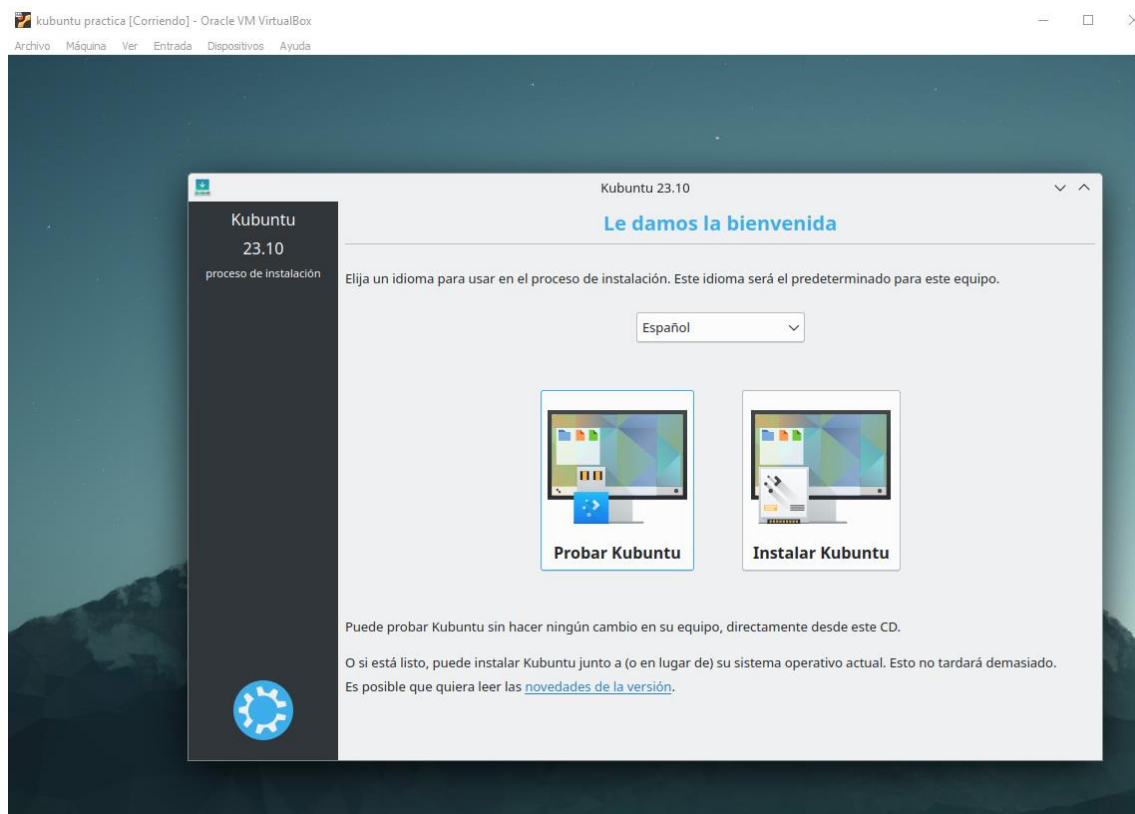 kubuntu practica [Corriendo] - Oracle VM VirtualBox
Archivo Máquina Ver Entrada Dispositivos Ayuda
Kubuntu 23.10
Kubuntu
23.10
proceso de instalación
Le damos la bienvenida
Elija un idioma para usar en el proceso de instalación. Este idioma será el predeterminado para este equipo.
Español
Probar Kubuntu
Instalar Kubuntu
Puede probar Kubuntu sin hacer ningún cambio en su equipo, directamente desde este CD.
O si está listo, puede instalar Kubuntu junto a (o en lugar de) su sistema operativo actual. Esto no tardará demasiado.
Es posible que quiera leer las novedades de la versión.